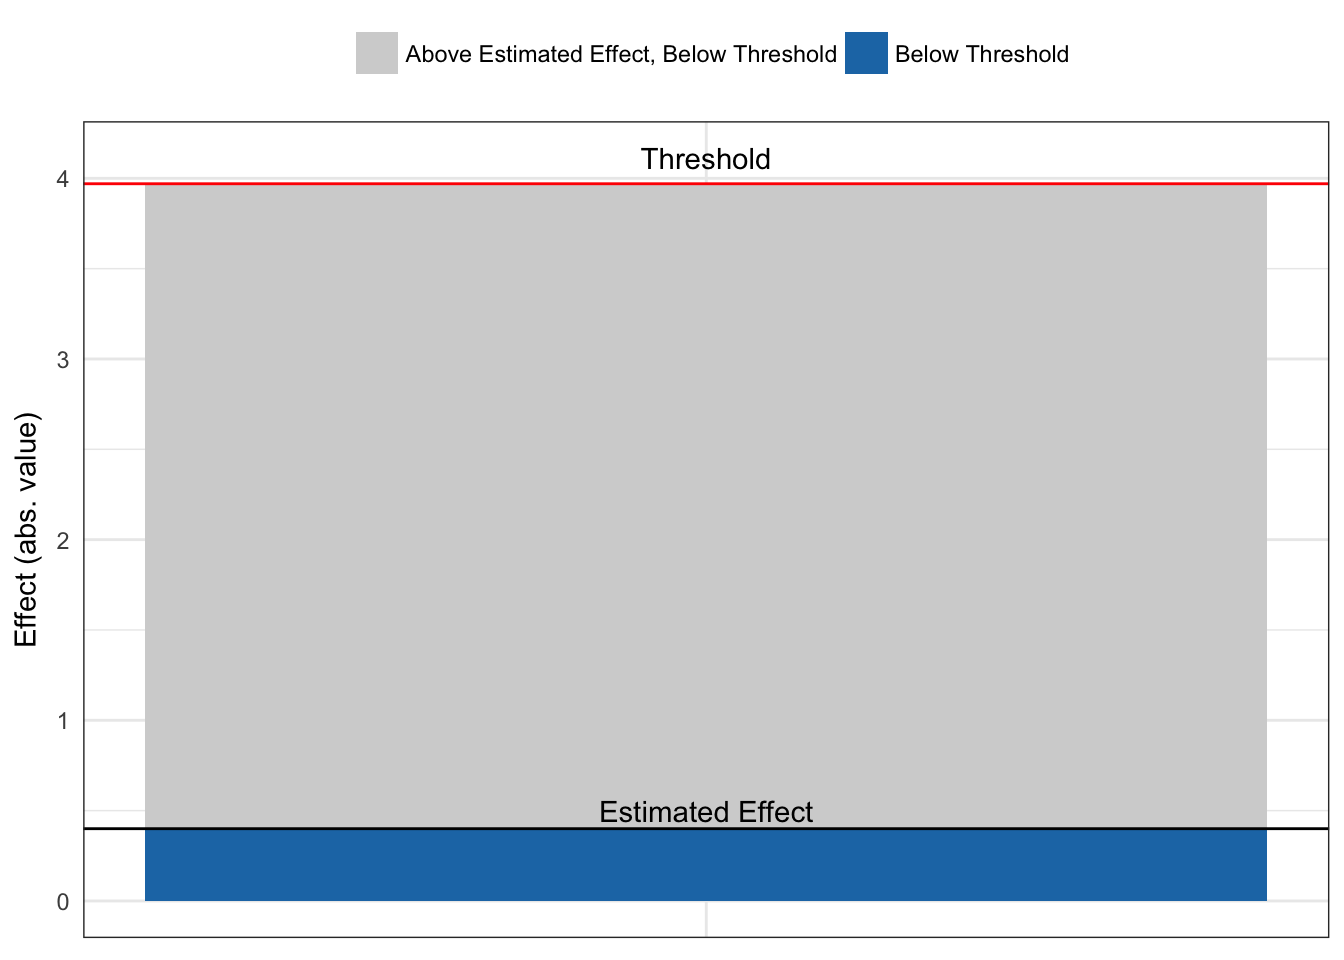 Above Estimated Effect, Below Threshold Below Threshold
Threshold
4
3
2
1
0
Effect (abs. value)
Estimated Effect